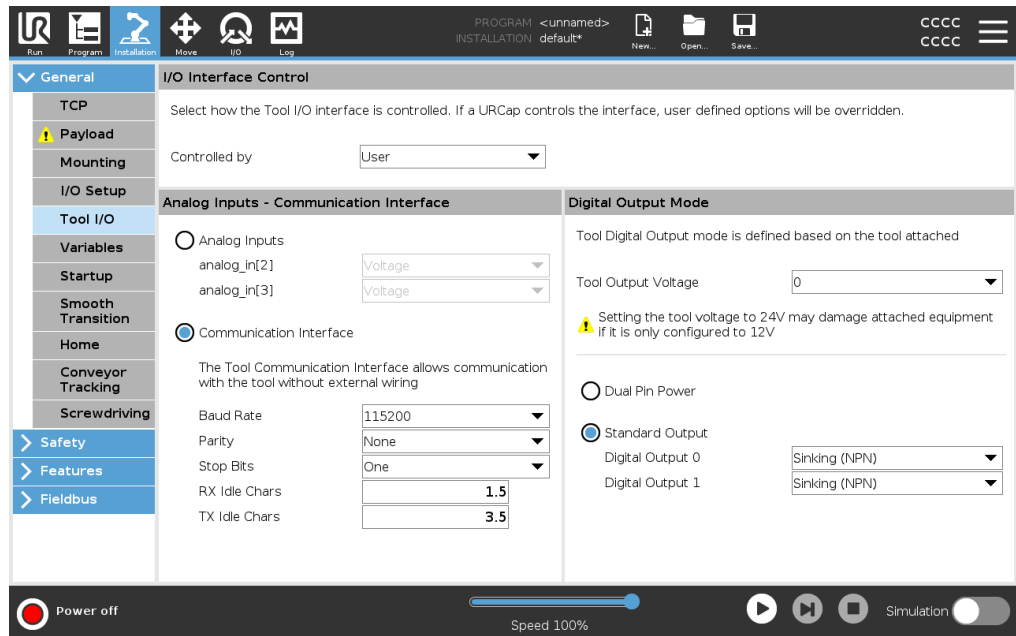 UR
Run
Program
Installation
Move
I/O
Log
PROGRAM <unnamed>
INSTALLATION default*
New...
Open...
Save...
CCCC
CCCC
General
TCP
Payload
Mounting
I/O Setup
Tool I/O
Variables
Startup
Smooth
Transition
Home
Conveyor
Tracking
Screwdriving
Safety
Features
Fieldbus
I/O Interface Control
Select how the Tool I/O interface is controlled. If a URCap controls the interface, user defined options will be overridden.
Controlled by User
Analog Inputs - Communication Interface
Analog Inputs
analog_in[2] Voltage
analog_in[3] Voltage
Communication Interface
The Tool Communication Interface allows communication
with the tool without external wiring
Baud Rate 115200
Parity None
Stop Bits One
RX Idle Chars 1.5
TX Idle Chars 3.5
Digital Output Mode
Tool Digital Output mode is defined based on the tool attached
Tool Output Voltage 0
Setting the tool voltage to 24V may damage attached equipment
if it is only configured to 12V
Dual Pin Power
Standard Output
Digital Output 0 Sinking (NPN)
Digital Output 1 Sinking (NPN)
Power off
Speed 100%
Simulation